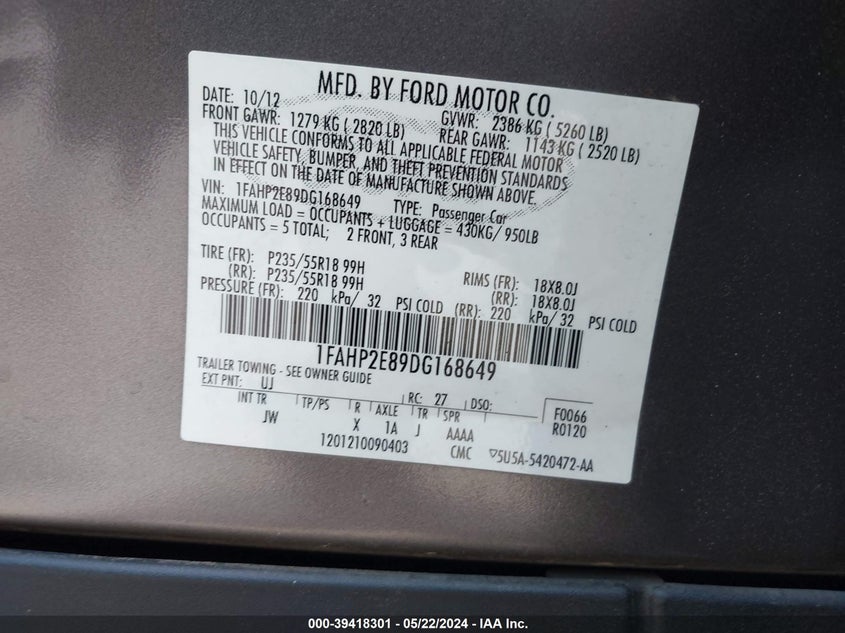 MFD. BY FORD MOTOR CO.
DATE: 10/12 GVWR: 2386 KG ( 5260 LB)
FRONT GAWR: 1279 KG ( 2820 LB) REAR GAWR: 1143 KG ( 2520 LB)
THIS VEHICLE CONFORMS TO ALL APPLICABLE FEDERAL MOTOR
VEHICLE SAFETY, BUMPER, AND THEFT PREVENTION STANDARDS
IN EFFECT ON THE DATE OF MANUFACTURE SHOWN ABOVE.
VIN: 1FAHP2E89DG168649 TYPE: Passenger Car
MAXIMUM LOAD = OCCUPANTS + LUGGAGE = 430KG/ 950LB
OCCUPANTS = 5 TOTAL; 2 FRONT, 3 REAR
TIRE (FR): P235/55R18 99H RIMS (FR): 18X8.0J
(RR): P235/55R18 99H (RR): 18X8.0J
PRESSURE (FR): 220 kPa/ 32 PSI COLD (RR): 220 kPa/ 32 PSI COLD
1FAHP2E89DG168649
TRAILER TOWING - SEE OWNER GUIDE
EXT PNT: UJ RC: 27 DSO: F0066
INT TR TP/PS R AXLE TR SPR R0120
JW X 1A J AAAA
1201210090403 CMC ▽5U5A-5420472-AA
000-39418301 - 05/22/2024 - IAA Inc.